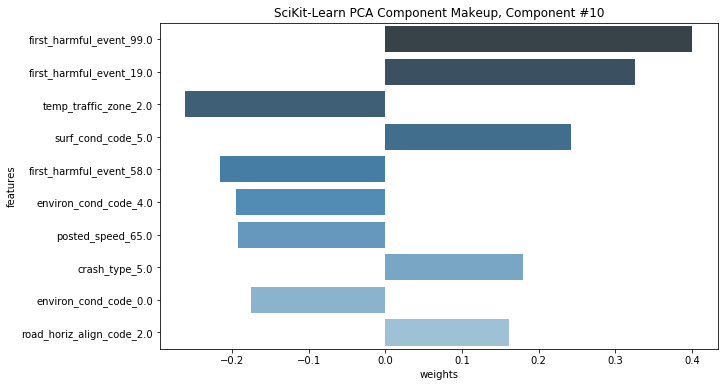 SciKit-Learn PCA Component Makeup, Component #10
features
first_harmful_event_99.0
first_harmful_event_19.0
temp_traffic_zone_2.0
surf_cond_code_5.0
first_harmful_event_58.0
environ_cond_code_4.0
posted_speed_65.0
crash_type_5.0
environ_cond_code_0.0
road_horiz_align_code_2.0
−0.2 −0.1 0.0 0.1 0.2 0.3 0.4
weights